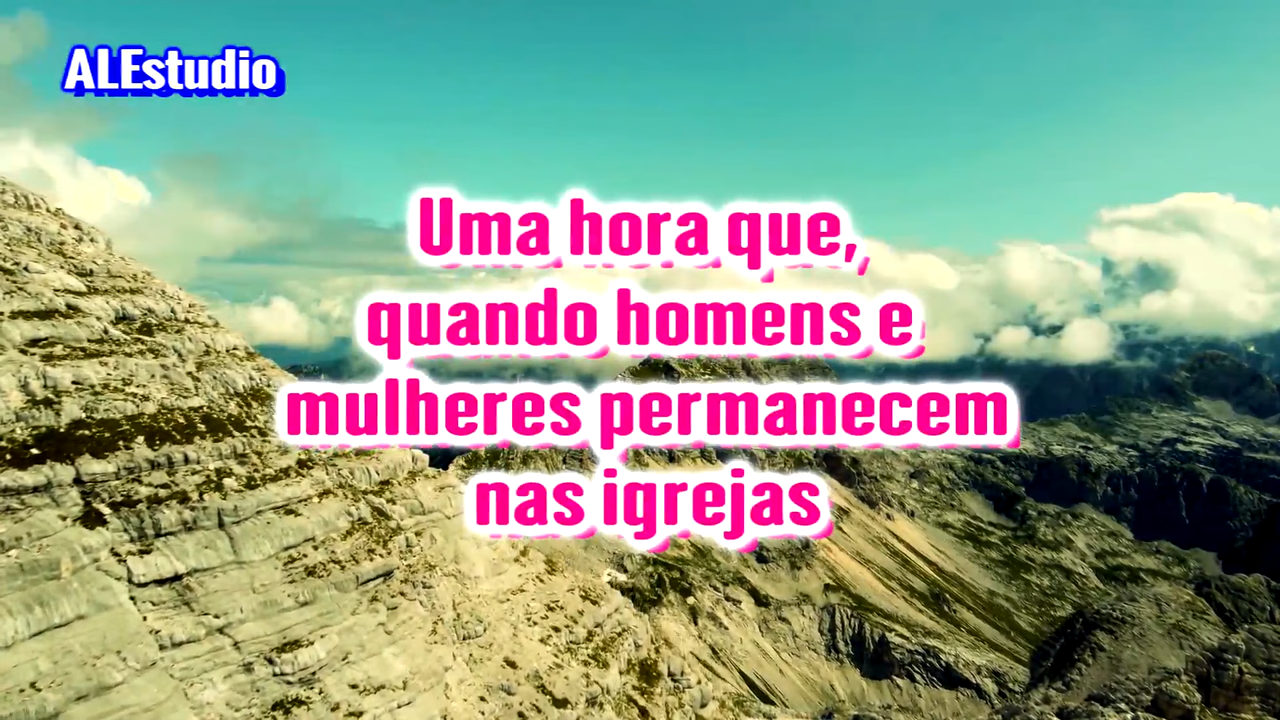 ALEstudio
Uma hora que,
quando homens e
mulheres permanecem
nas igrejas